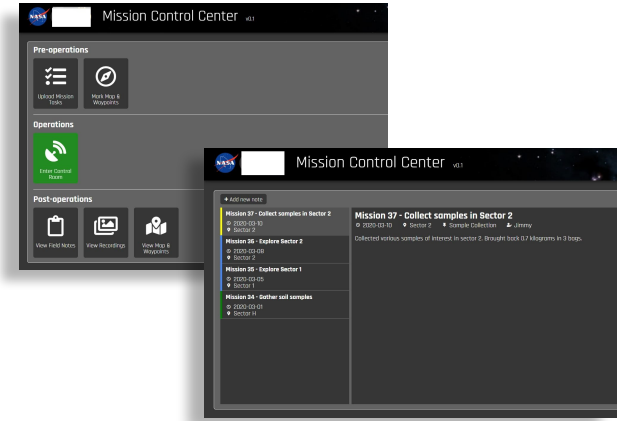 NASA
Mission Control Center v0.1
Pre-operations
Upload Mission
Tasks
Mark Map &
Waypoints
Operations
Enter Control
Room
Post-operations
View Field Notes
View Recordings
View Map &
Waypoints
NASA
Mission Control Center v0.1
+ Add new note
Mission 37 - Collect samples in Sector 2
2020-03-10
Sector 2
Mission 36 - Explore Sector 2
2020-03-08
Sector 2
Mission 35 - Explore Sector 1
2020-03-05
Sector 1
Mission 34 - Gather soil samples
2020-03-01
Sector H
Mission 37 - Collect samples in Sector 2
2020-03-10 Sector 2 Sample Collection Jimmy
Collected various samples of interest in sector 2. Brought back 0.7 kilograms in 3 bags.